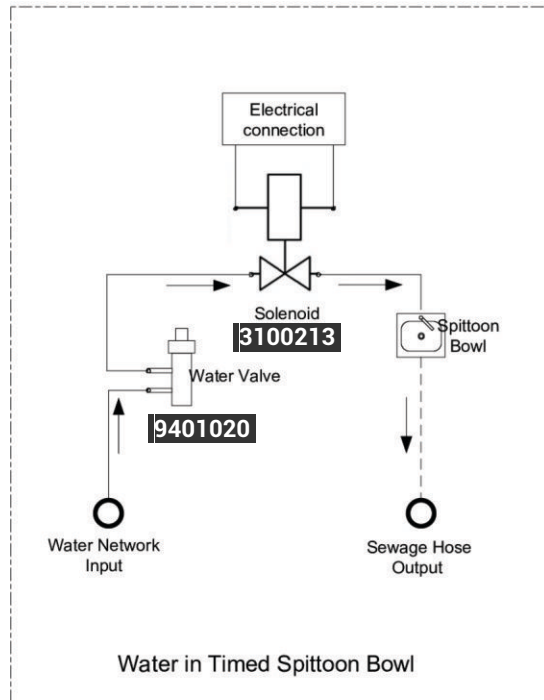 Electrical
connection
Solenoid
3100213
Spittoon
Bowl
Water Valve
9401020
Water Network
Input
Sewage Hose
Output
Water in Timed Spittoon Bowl